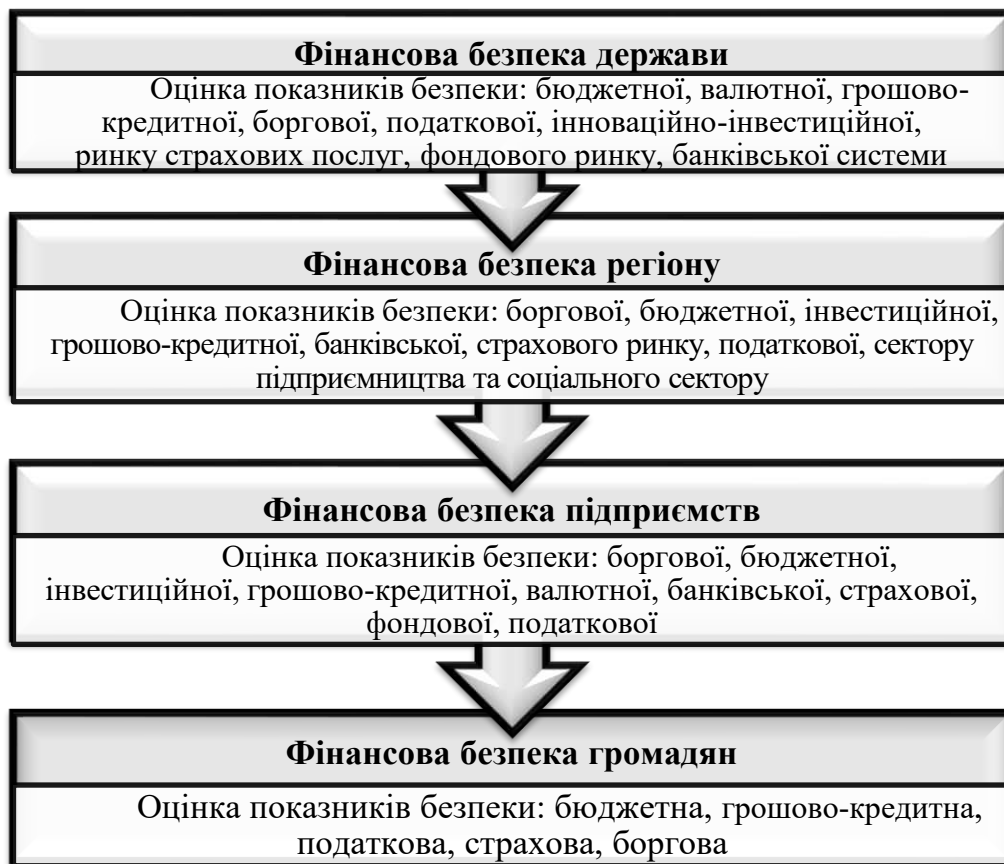 Фінансова безпека держави
Оцінка показників безпеки: бюджетної, валютної, грошово-
кредитної, боргової, податкової, інноваційно-інвестиційної,
ринку страхових послуг, фондового ринку, банківської системи
Фінансова безпека регіону
Оцінка показників безпеки: боргової, бюджетної, інвестиційної,
грошово-кредитної, банківської, страхового ринку, податкової, сектору
підприємництва та соціального сектору
Фінансова безпека підприємств
Оцінка показників безпеки: боргової, бюджетної,
інвестиційної, грошово-кредитної, валютної, банківської, страхової,
фондової, податкової
Фінансова безпека громадян
Оцінка показників безпеки: бюджетна, грошово-кредитна,
податкова, страхова, боргова